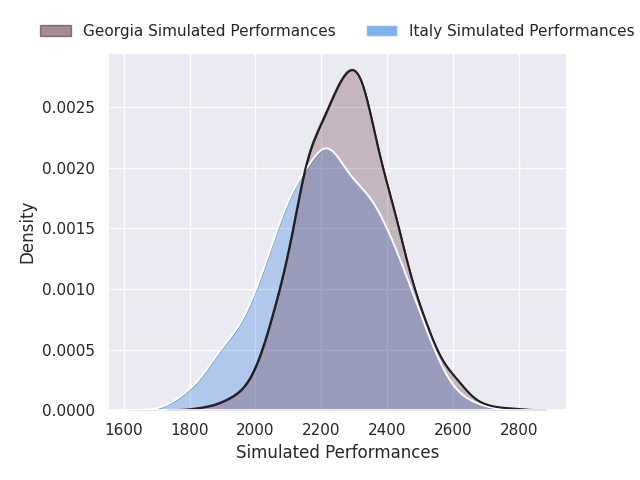 Georgia Simulated Performances Italy Simulated Performances
0.0025
0.0020
0.0015
0.0010
0.0005
0.0000
Density
1600 1800 2000 2200 2400 2600 2800
Simulated Performances